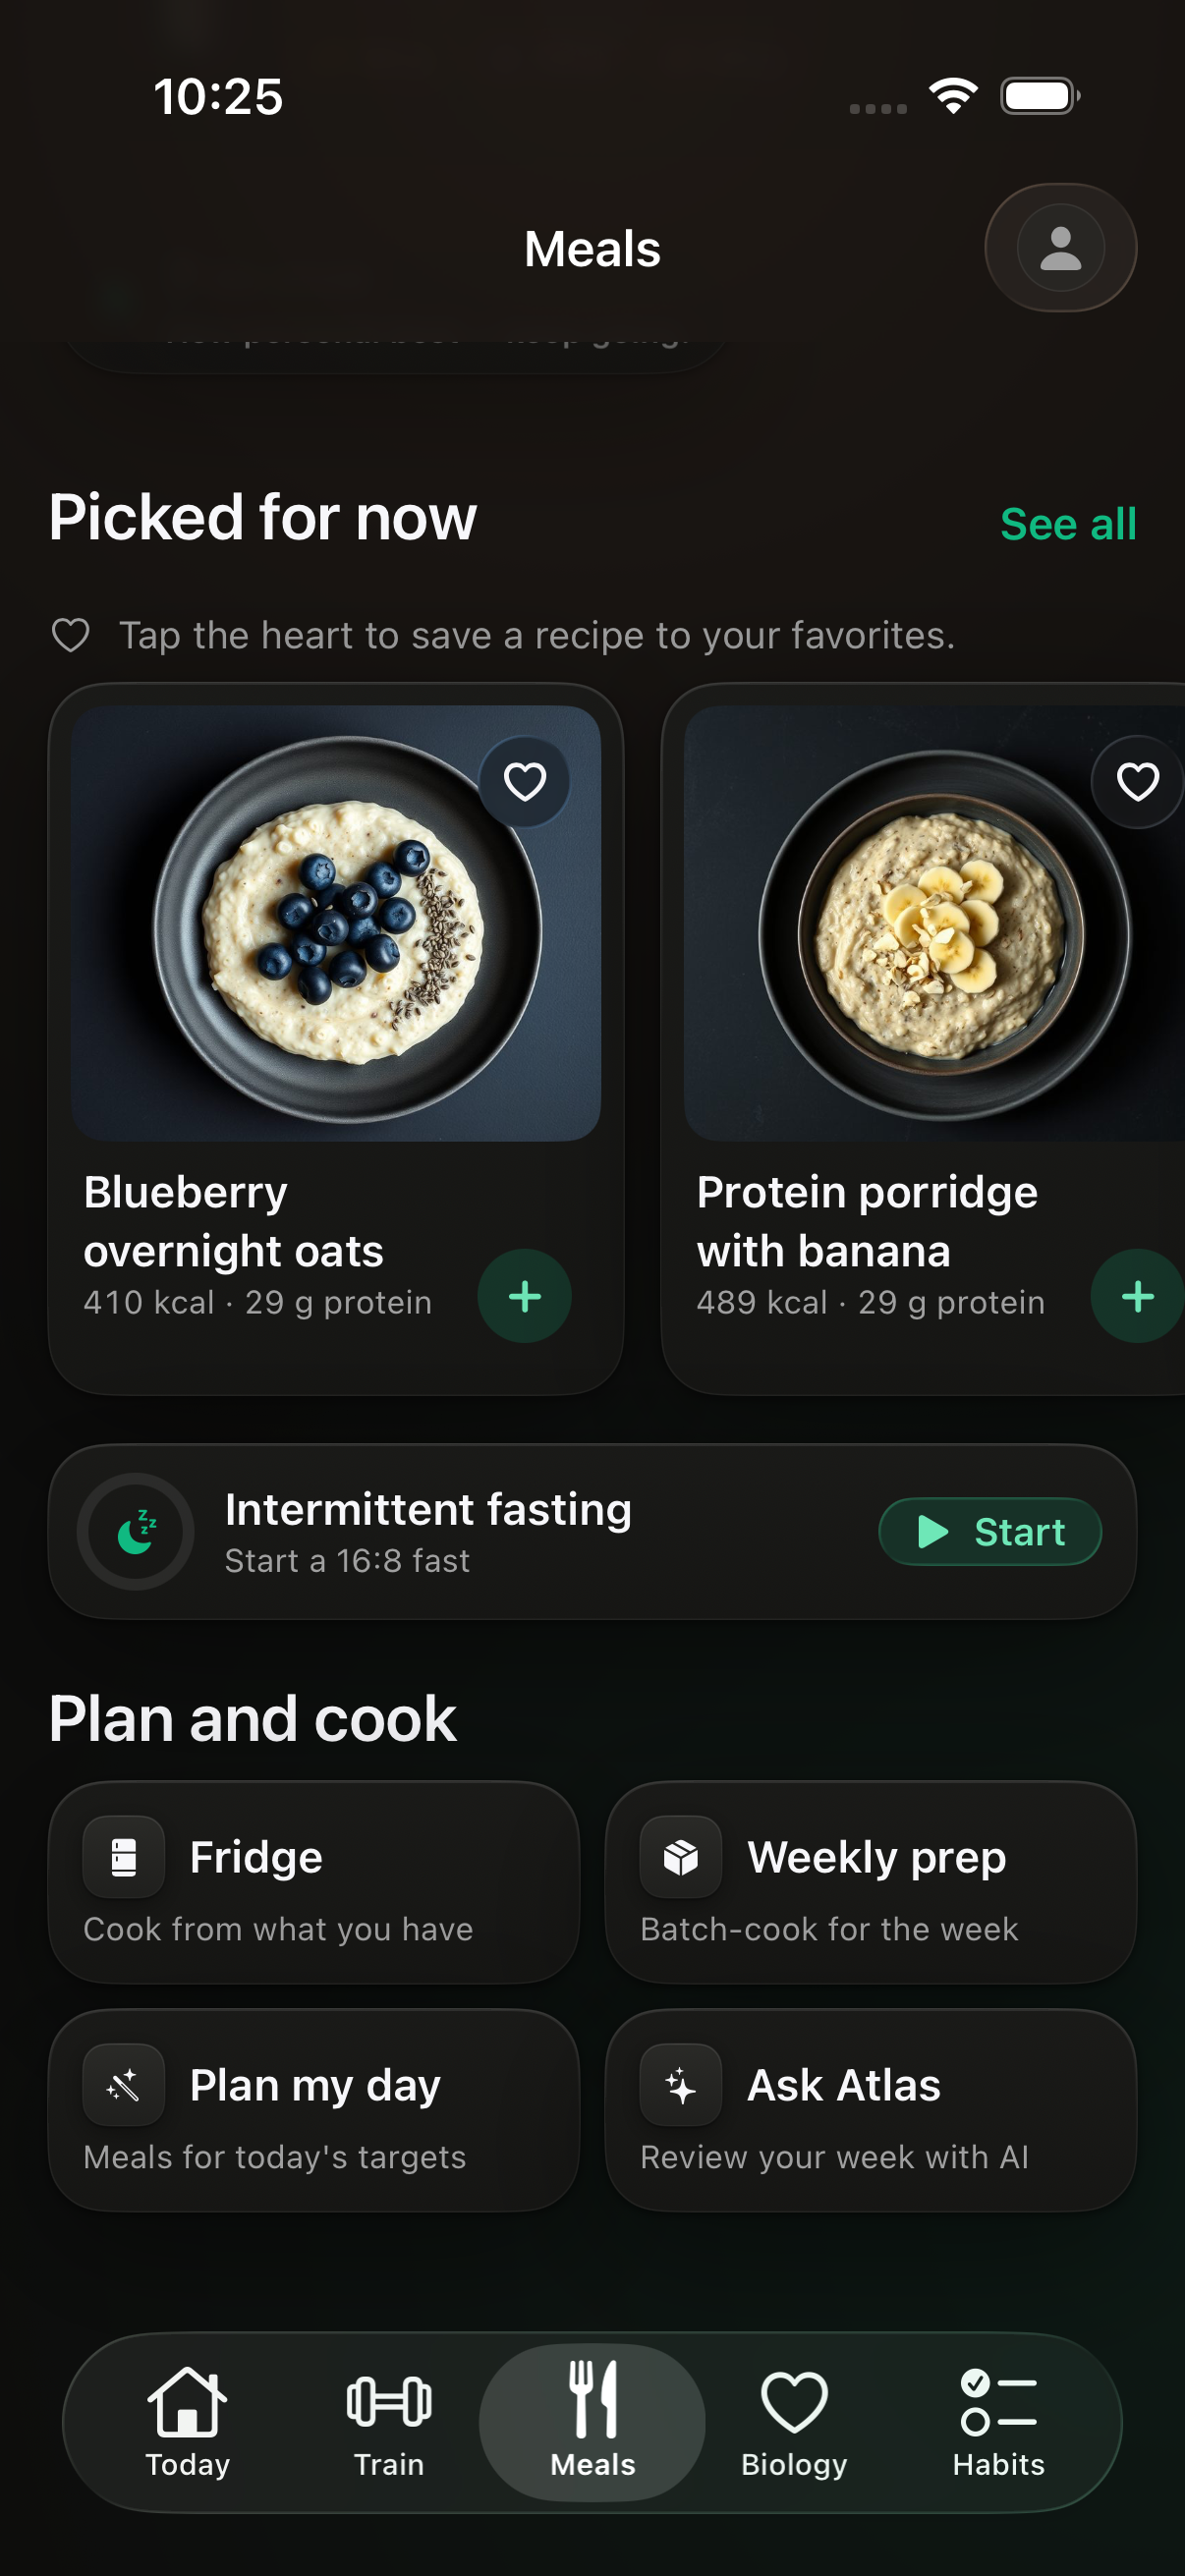 10:25
Meals
Picked for now
See all
Tap the heart to save a recipe to your favorites.
Blueberry
overnight oats
410 kcal · 29 g protein
Protein porridge
with banana
489 kcal · 29 g protein
Intermittent fasting
Start a 16:8 fast
Start
Plan and cook
Fridge
Cook from what you have
Weekly prep
Batch-cook for the week
Plan my day
Meals for today's targets
Ask Atlas
Review your week with AI
Today
Train
Meals
Biology
Habits